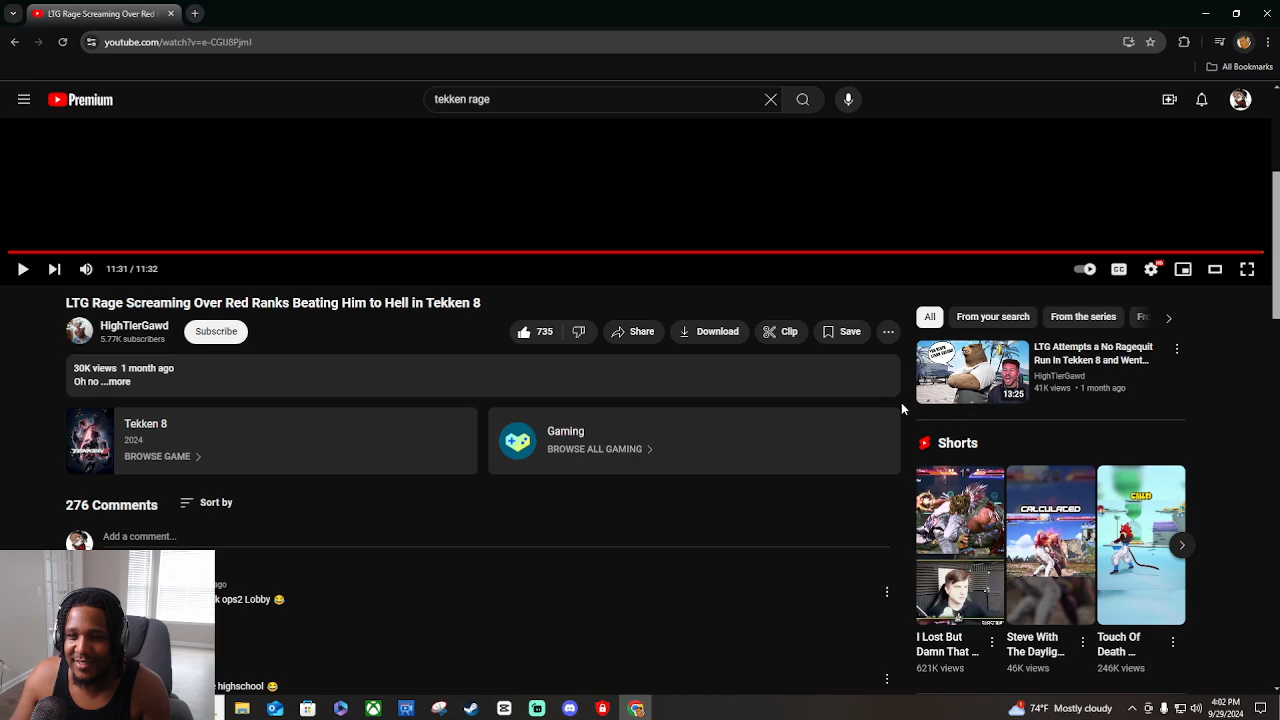 LTG Rage Screaming Over Red
youtube.com/watch?v=e-CGlJ8PjmI
All Bookmarks
Premium
tekken rage
11:31 / 11:32
HD
LTG Rage Screaming Over Red Ranks Beating Him to Hell in Tekken 8
HighTierGawd
5.77K subscribers
Subscribe
735
Share
Download
Clip
Save
30K views 1 month ago
Oh no ...more
Tekken 8
2024
BROWSE GAME
Gaming
BROWSE ALL GAMING
276 Comments
Sort by
Add a comment...
ago
k ops2 Lobby 😂
e highschool 😂
All
From your search
From the series
Fro
LTG Attempts a No Ragequit
Run In Tekken 8 and Went…
HighTierGawd
41K views • 1 month ago
13:25
Shorts
CALCULATED
I Lost But
Damn That …
621K views
Steve With
The Daylig…
46K views
Touch Of
Death …
246K views
74°F Mostly cloudy
4:02 PM
9/29/2024